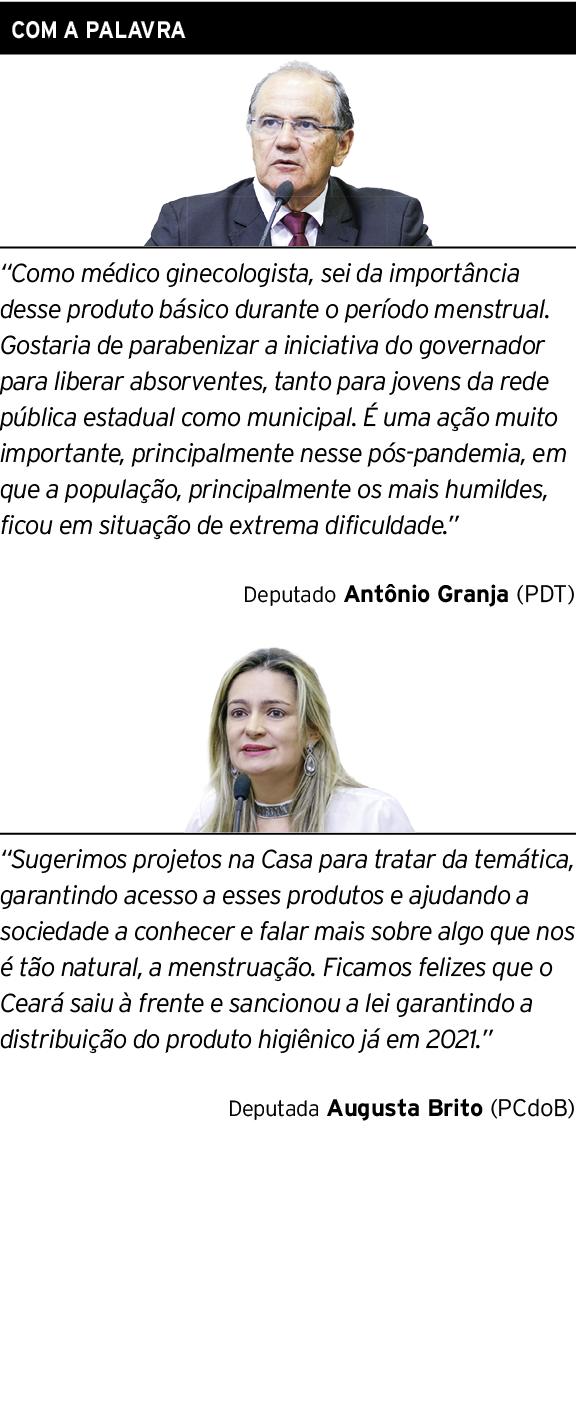 COM A PALAVRA
“Como médico ginecologista, sei da importância
desse produto básico durante o período menstrual.
Gostaria de parabenizar a iniciativa do governador
para liberar absorventes, tanto para jovens da rede
pública estadual como municipal. É uma ação muito
importante, principalmente nesse pós-pandemia, em
que a população, principalmente os mais humildes,
ficou em situação de extrema dificuldade.”
Deputado Antônio Granja (PDT)
“Sugerimos projetos na Casa para tratar da temática,
garantindo acesso a esses produtos e ajudando a
sociedade a conhecer e falar mais sobre algo que nos
é tão natural, a menstruação. Ficamos felizes que o
Ceará saiu à frente e sancionou a lei garantindo a
distribuição do produto higiênico já em 2021.”
Deputada Augusta Brito (PCdoB)